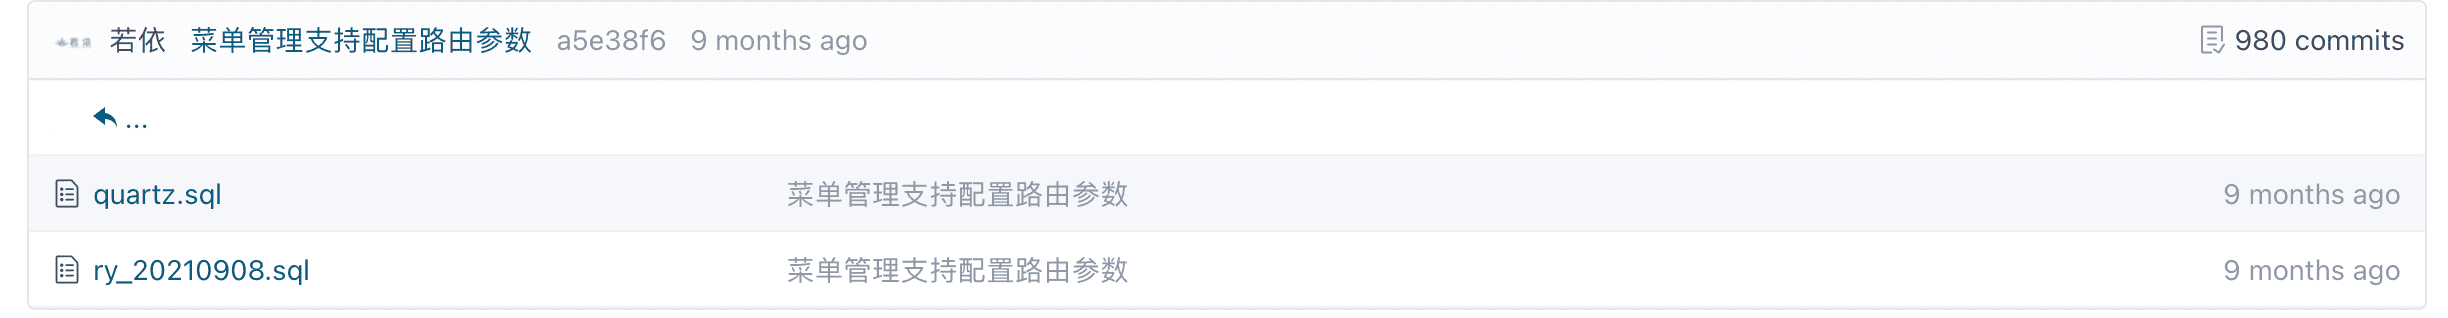 若依 菜单管理支持配置路由参数 a5e38f6 9 months ago 980 commits
...
quartz.sql 菜单管理支持配置路由参数 9 months ago
ry_20210908.sql 菜单管理支持配置路由参数 9 months ago